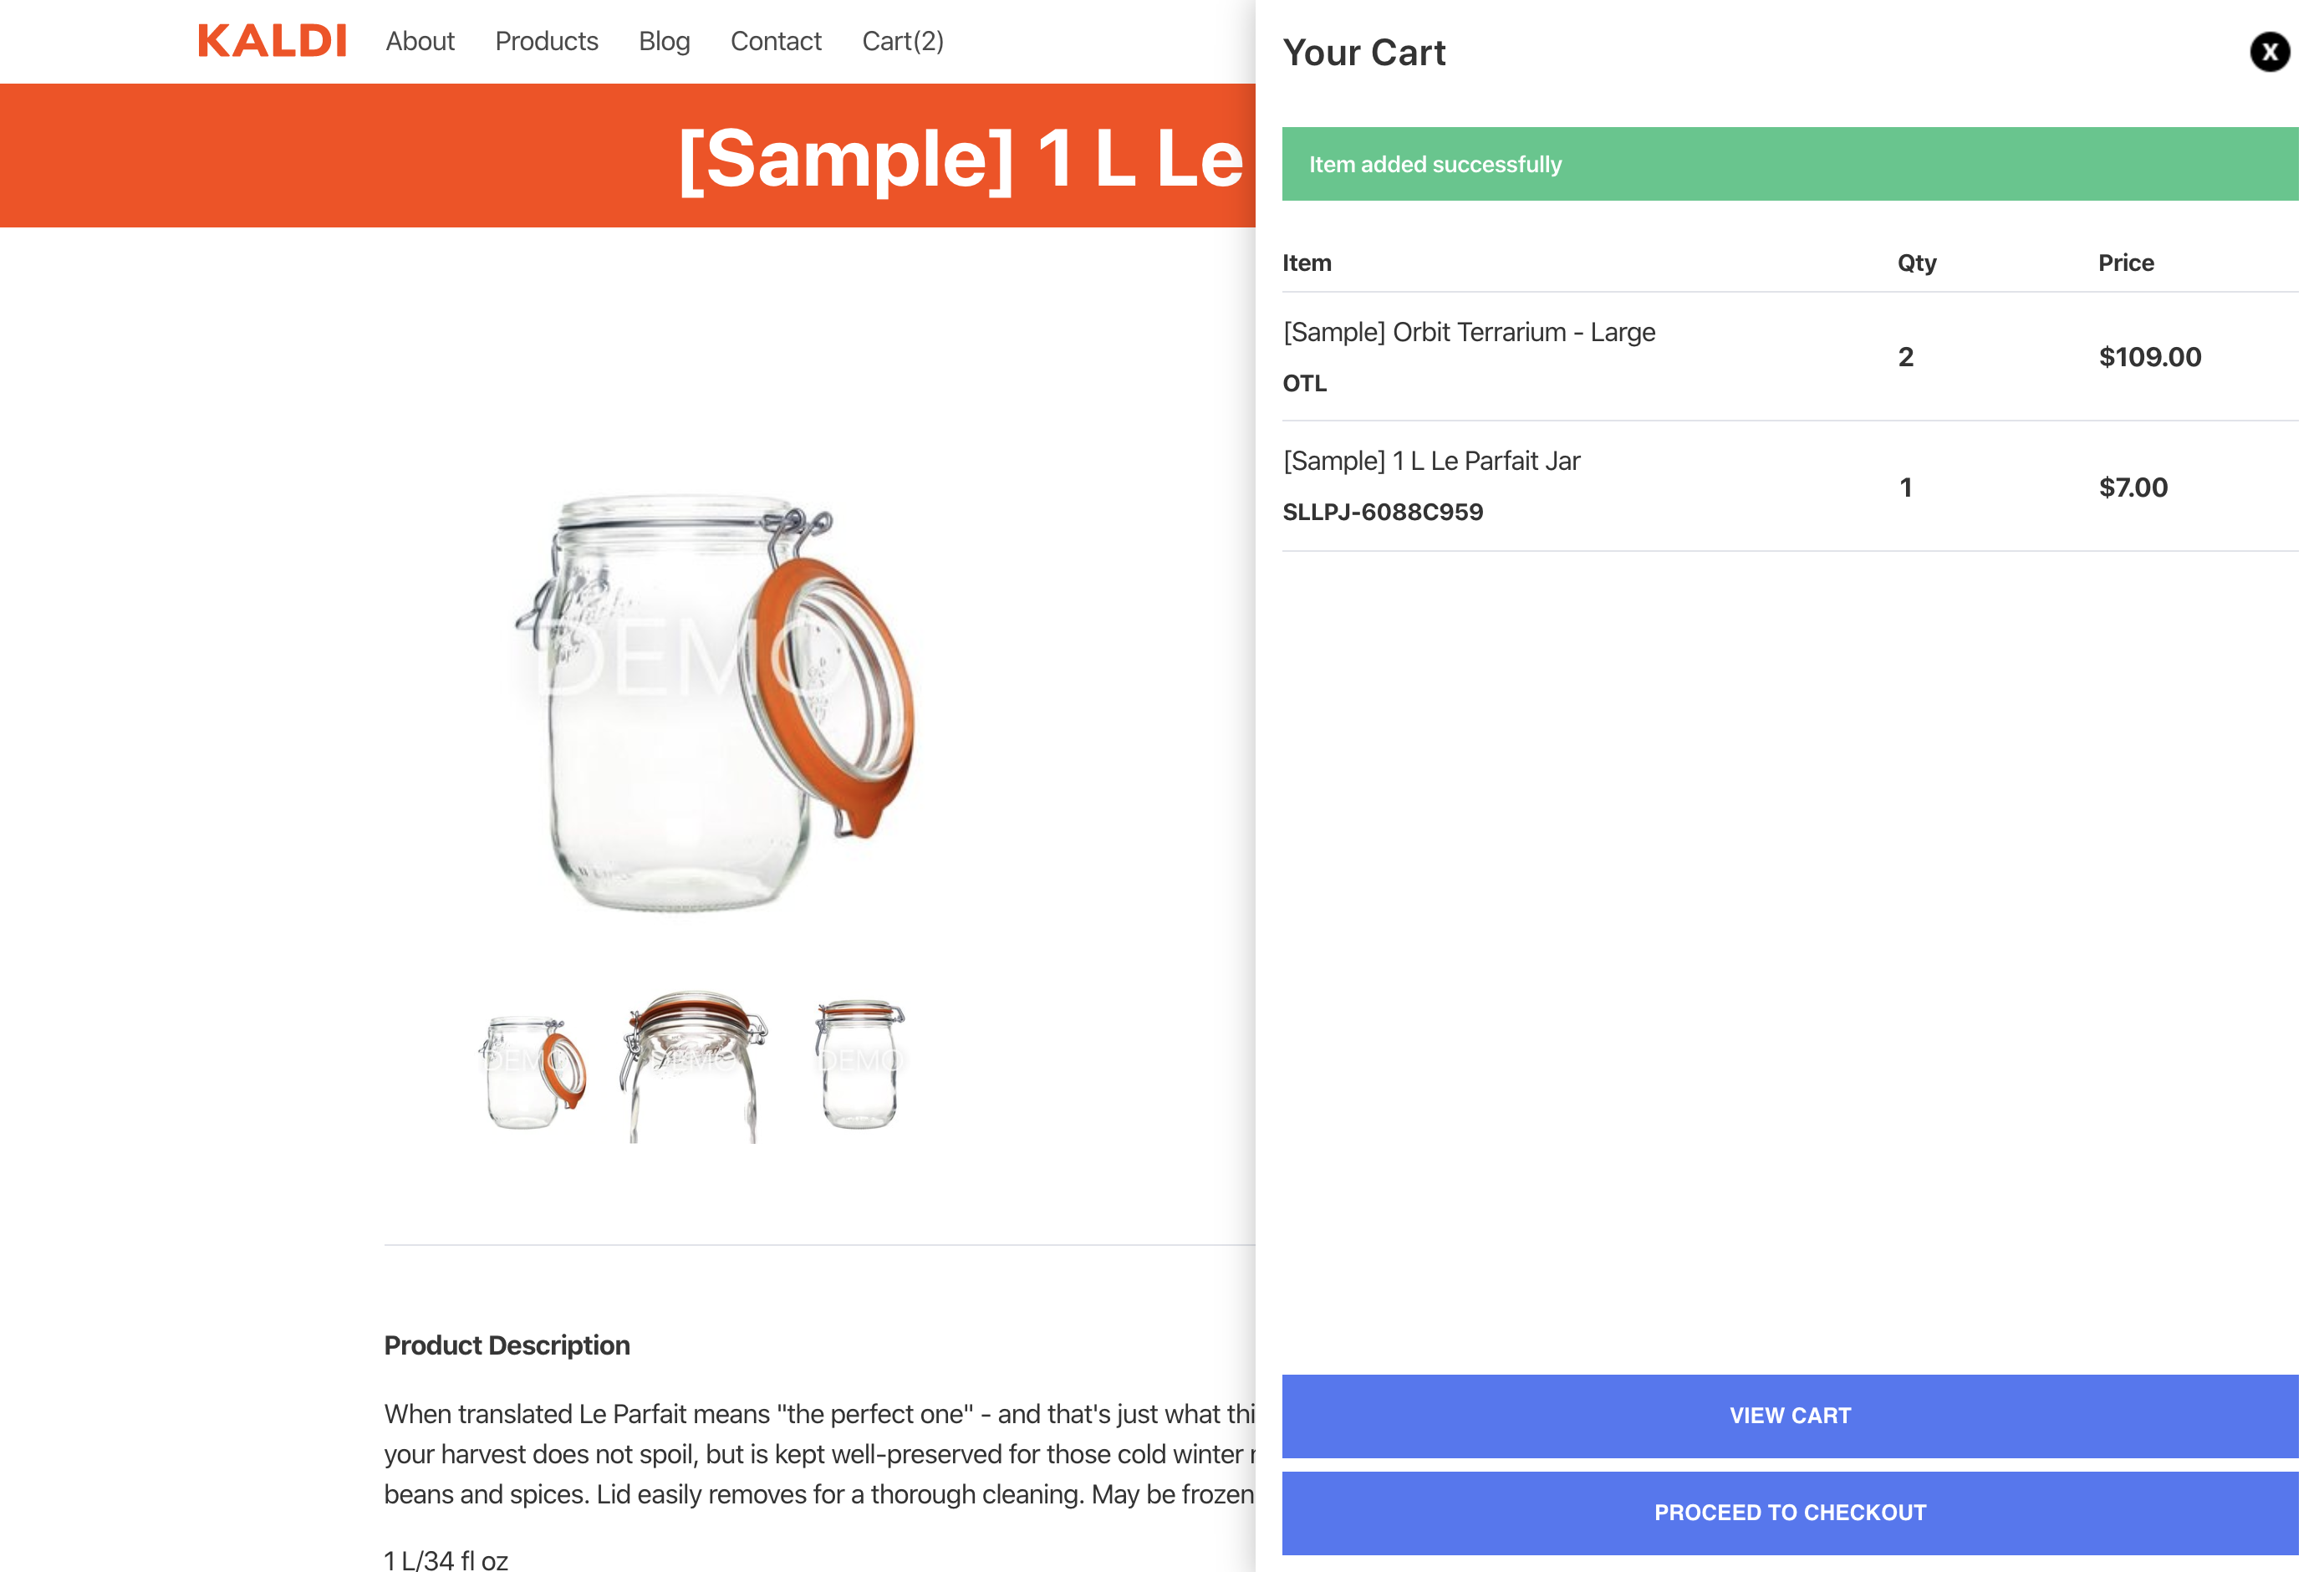 KALDI About Products Blog Contact Cart(2)
[Sample] 1 L Le
DEMO
DEMO DEMO DEMO
Product Description
When translated Le Parfait means "the perfect one" - and that's just what thi
your harvest does not spoil, but is kept well-preserved for those cold winter
beans and spices. Lid easily removes for a thorough cleaning. May be frozen
1 L/34 fl oz
Your Cart X
Item added successfully
Item Qty Price
[Sample] Orbit Terrarium - Large
OTL 2 $109.00
[Sample] 1 L Le Parfait Jar
SLLPJ-6088C959 1 $7.00
VIEW CART
PROCEED TO CHECKOUT